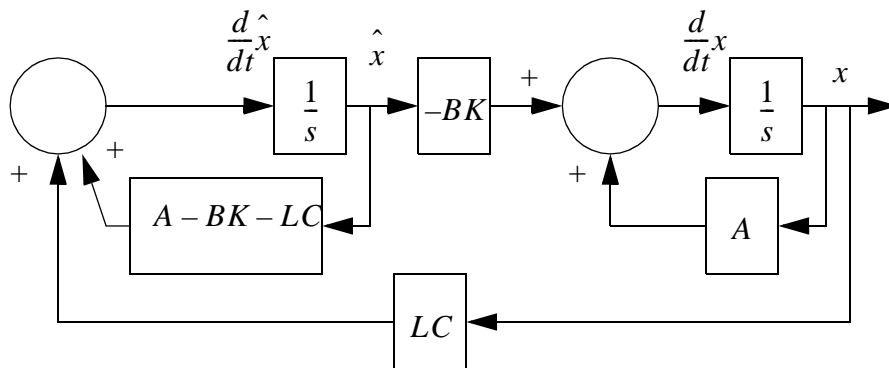 d/dt x̂
x̂
d/dt x
x
1/s
–BK
+
1/s
+
+
+
A – BK – LC
A
LC